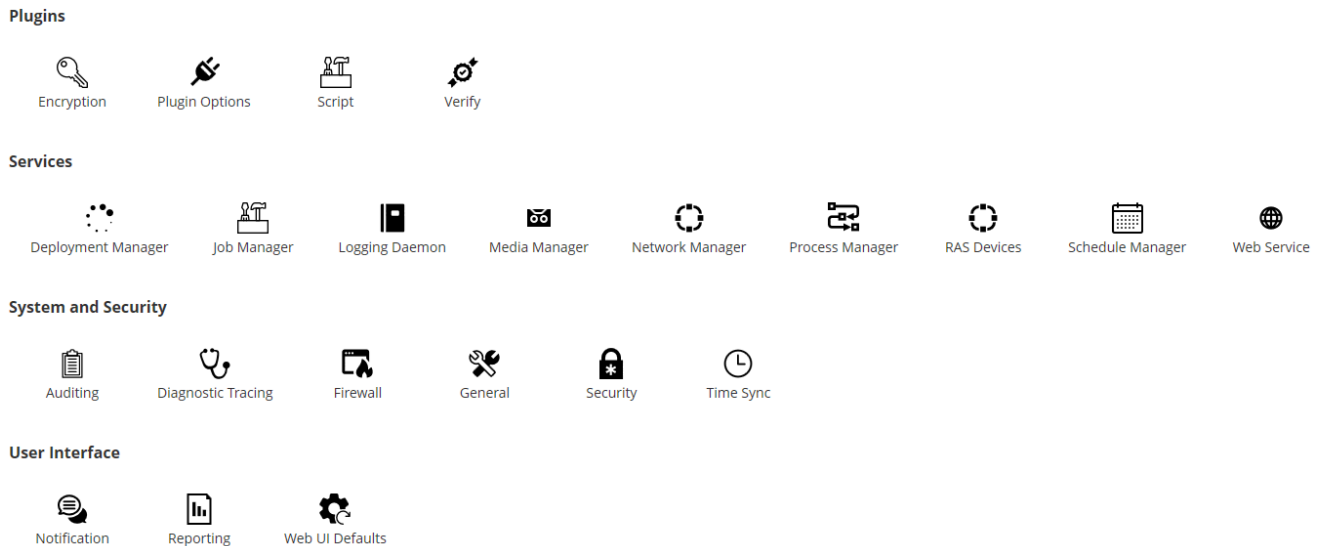 Plugins
Encryption Plugin Options Script Verify
Services
Deployment Manager Job Manager Logging Daemon Media Manager Network Manager Process Manager RAS Devices Schedule Manager Web Service
System and Security
Auditing Diagnostic Tracing Firewall General Security Time Sync
User Interface
Notification Reporting Web UI Defaults